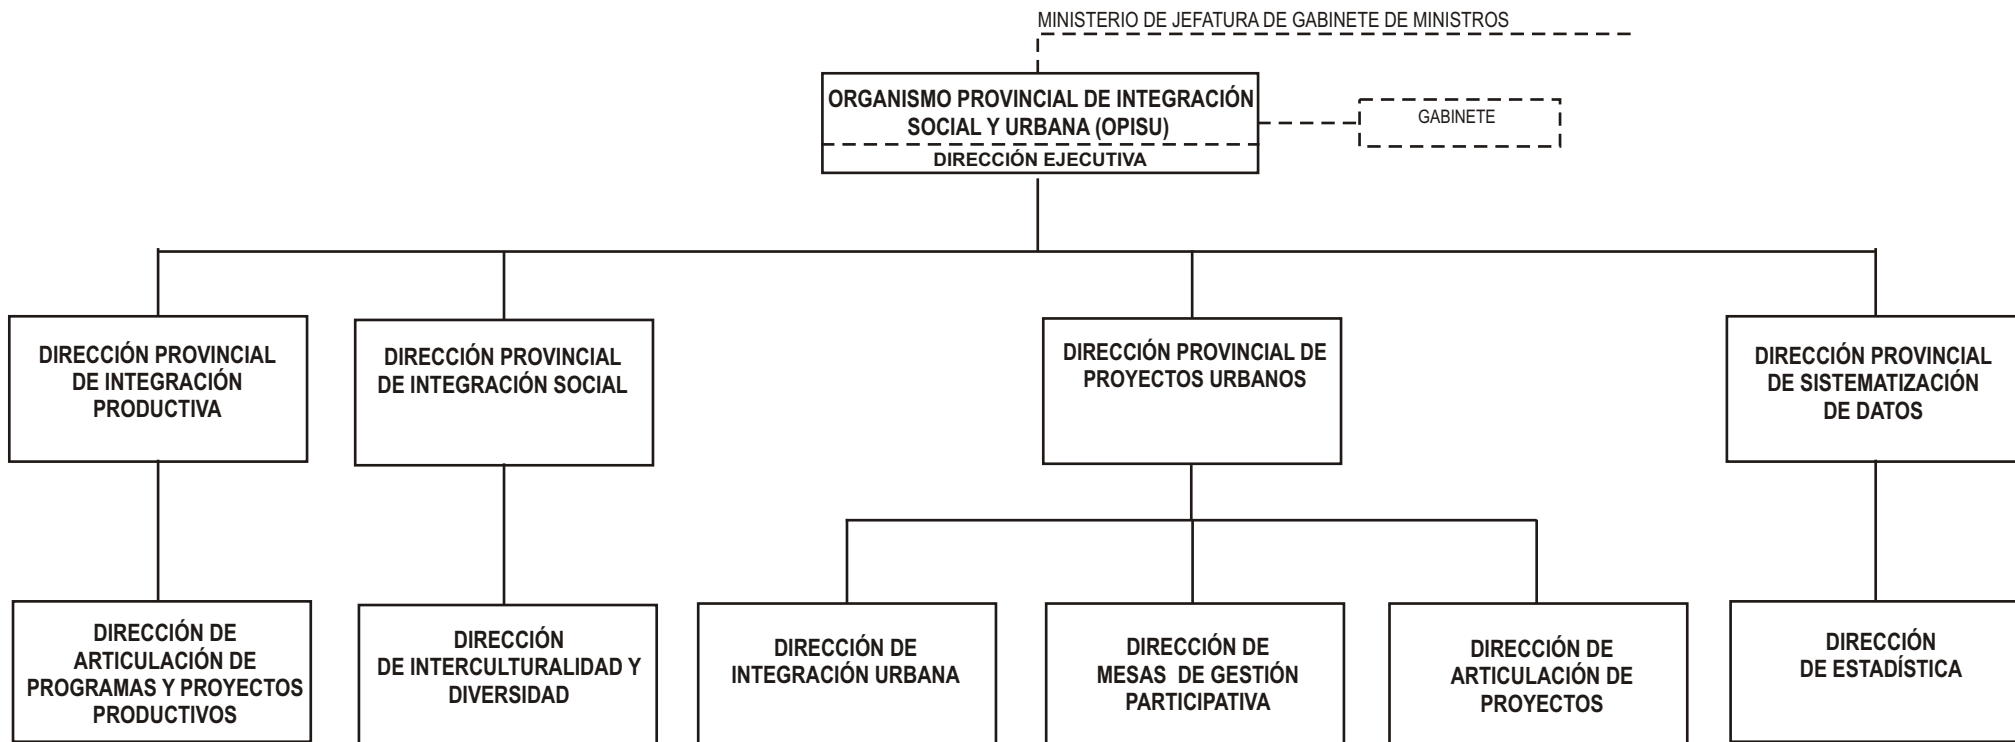 MINISTERIO DE JEFATURA DE GABINETE DE MINISTROS
ORGANISMO PROVINCIAL DE INTEGRACIÓN
SOCIAL Y URBANA (OPISU)
DIRECCIÓN EJECUTIVA
GABINETE
DIRECCIÓN PROVINCIAL
DE INTEGRACIÓN
PRODUCTIVA
DIRECCIÓN PROVINCIAL
DE INTEGRACIÓN SOCIAL
DIRECCIÓN PROVINCIAL DE
PROYECTOS URBANOS
DIRECCIÓN PROVINCIAL
DE SISTEMATIZACIÓN
DE DATOS
DIRECCIÓN DE
ARTICULACIÓN DE
PROGRAMAS Y PROYECTOS
PRODUCTIVOS
DIRECCIÓN
DE INTERCULTURALIDAD Y
DIVERSIDAD
DIRECCIÓN DE
INTEGRACIÓN URBANA
DIRECCIÓN DE
MESAS DE GESTIÓN
PARTICIPATIVA
DIRECCIÓN DE
ARTICULACIÓN DE
PROYECTOS
DIRECCIÓN
DE ESTADÍSTICA